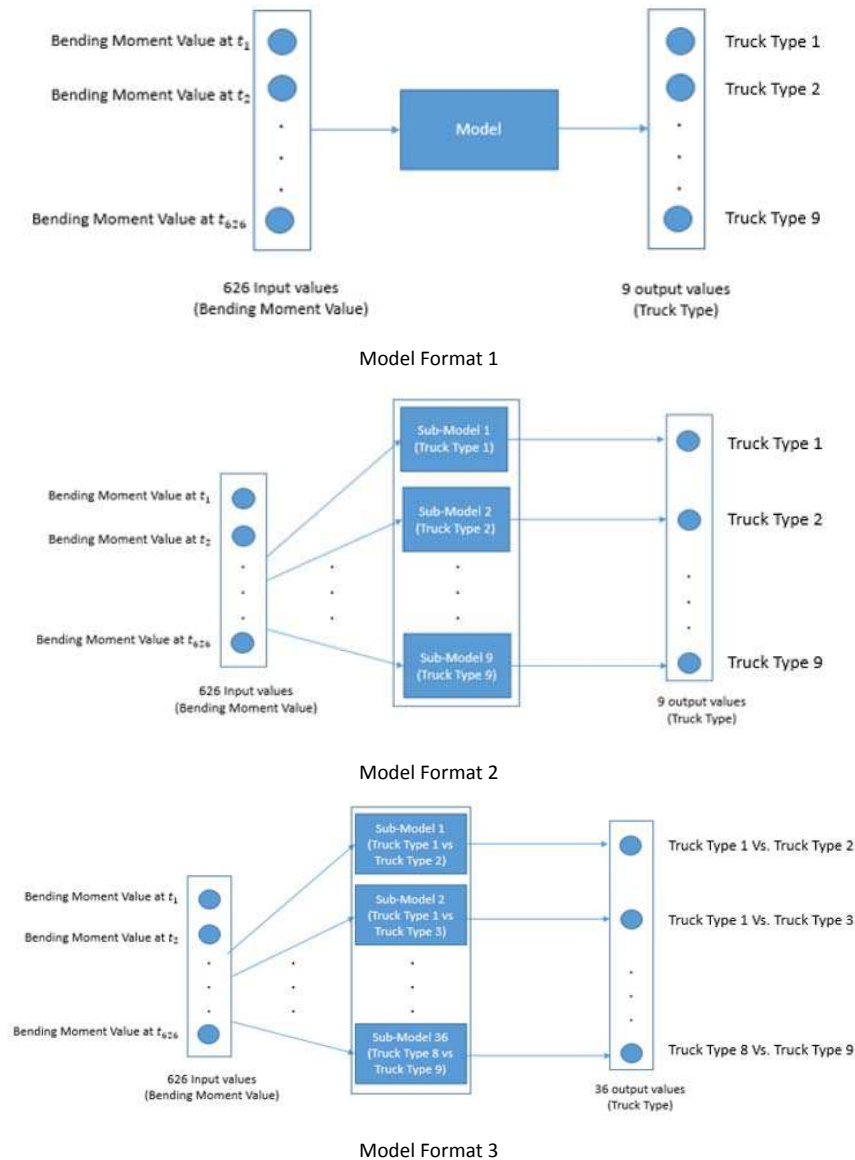 Bending Moment Value at t₁
Truck Type 1
Bending Moment Value at t₂
Truck Type 2
Model
Bending Moment Value at t₆₂₆
Truck Type 9
626 Input values
(Bending Moment Value)
9 output values
(Truck Type)
Model Format 1
Sub-Model 1
(Truck Type 1)
Truck Type 1
Bending Moment Value at t₁
Sub-Model 2
(Truck Type 2)
Truck Type 2
Bending Moment Value at t₂
Bending Moment Value at t₆₂₆
Sub-Model 9
(Truck Type 9)
Truck Type 9
626 Input values
(Bending Moment Value)
9 output values
(Truck Type)
Model Format 2
Sub-Model 1
(Truck Type 1 vs
Truck Type 2)
Truck Type 1 Vs. Truck Type 2
Bending Moment Value at t₁
Sub-Model 2
(Truck Type 1 vs
Truck Type 3)
Truck Type 1 Vs. Truck Type 3
Bending Moment Value at t₂
Bending Moment Value at t₆₂₆
Sub-Model 36
(Truck Type 8 vs
Truck Type 9)
Truck Type 8 Vs. Truck Type 9
626 Input values
(Bending Moment Value)
36 output values
(Truck Type)
Model Format 3